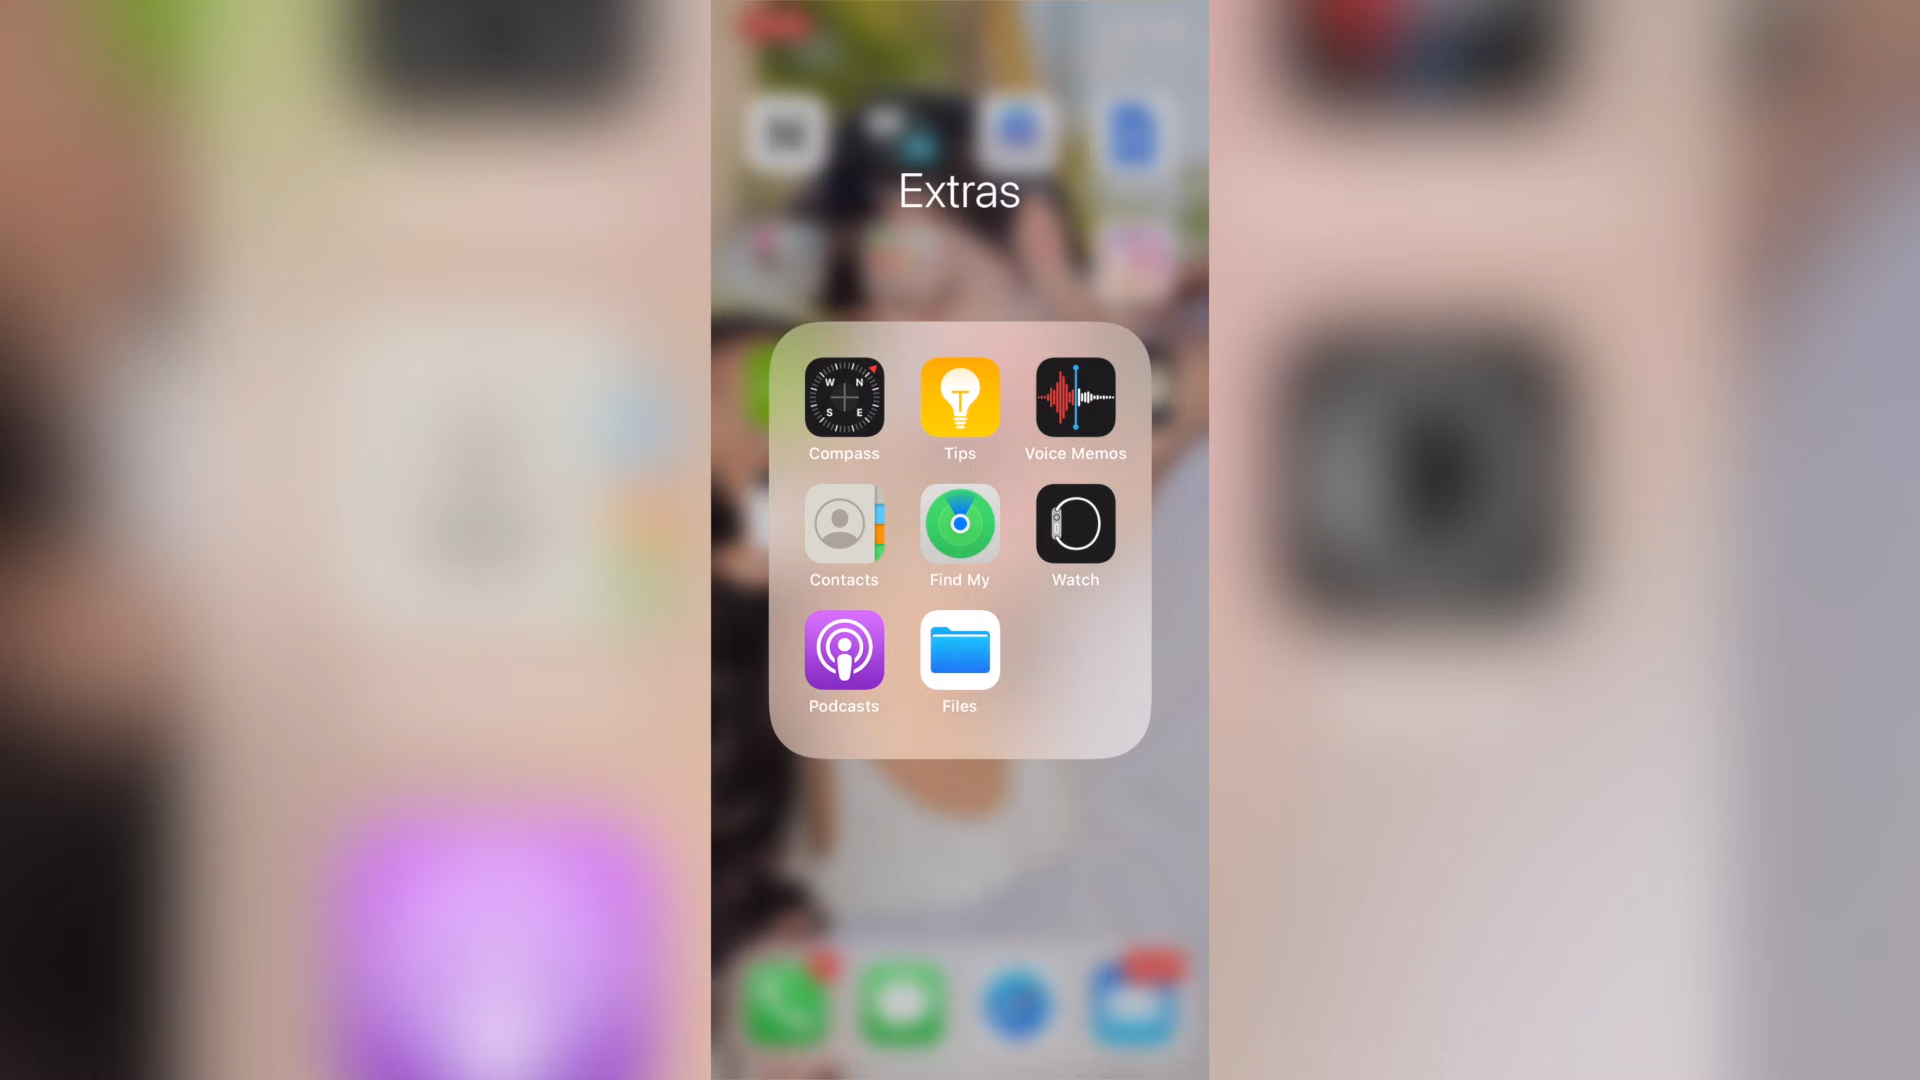 Extras
W N
S E
T
Compass Tips Voice Memos
Contacts Find My Watch
Podcasts Files